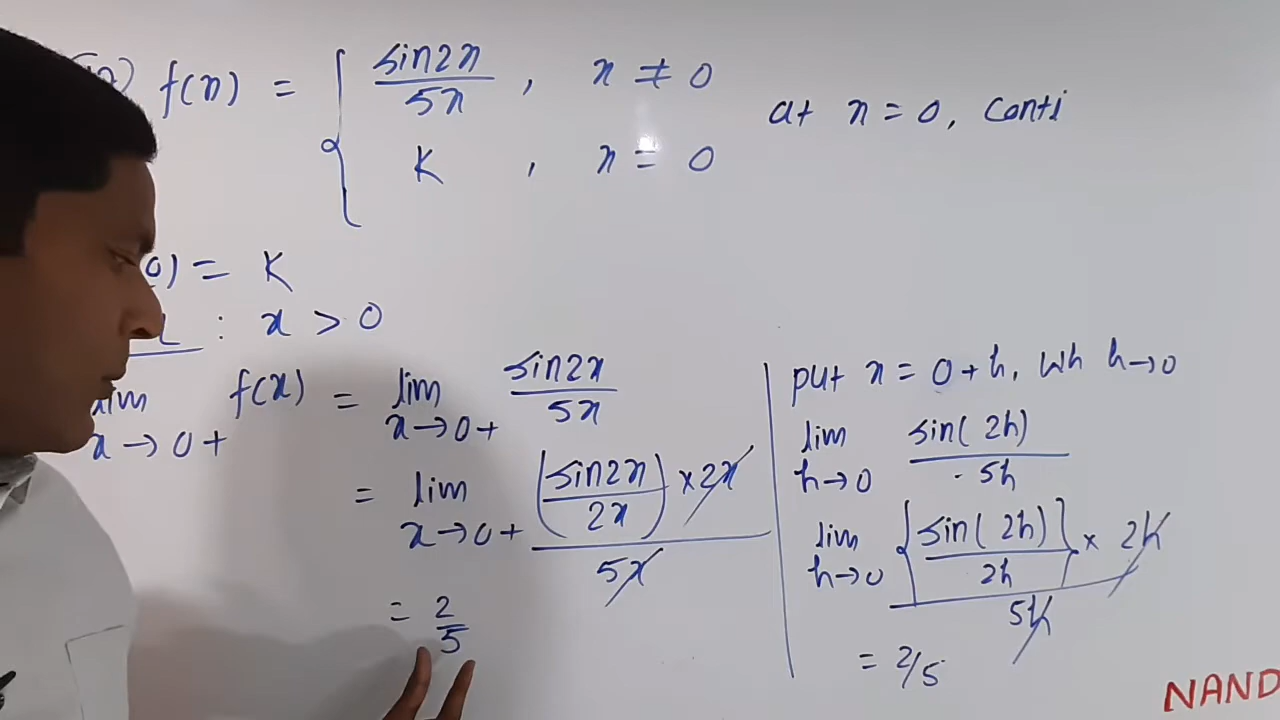 f(x) = { sin2x / 5x , x ≠ 0
K , x = 0
at x = 0, Conti
0) = K
: x > 0
lim x→0+ f(x) = lim x→0+ sin2x / 5x
= lim x→0+ (sin2x / 2x) × 2x / 5x
= 2/5
put x = 0 + h, Wh h→0
lim h→0 sin( 2h) / 5h
lim h→0 { sin( 2h) / 2h } × 2h / 5h
= 2/5
NAND